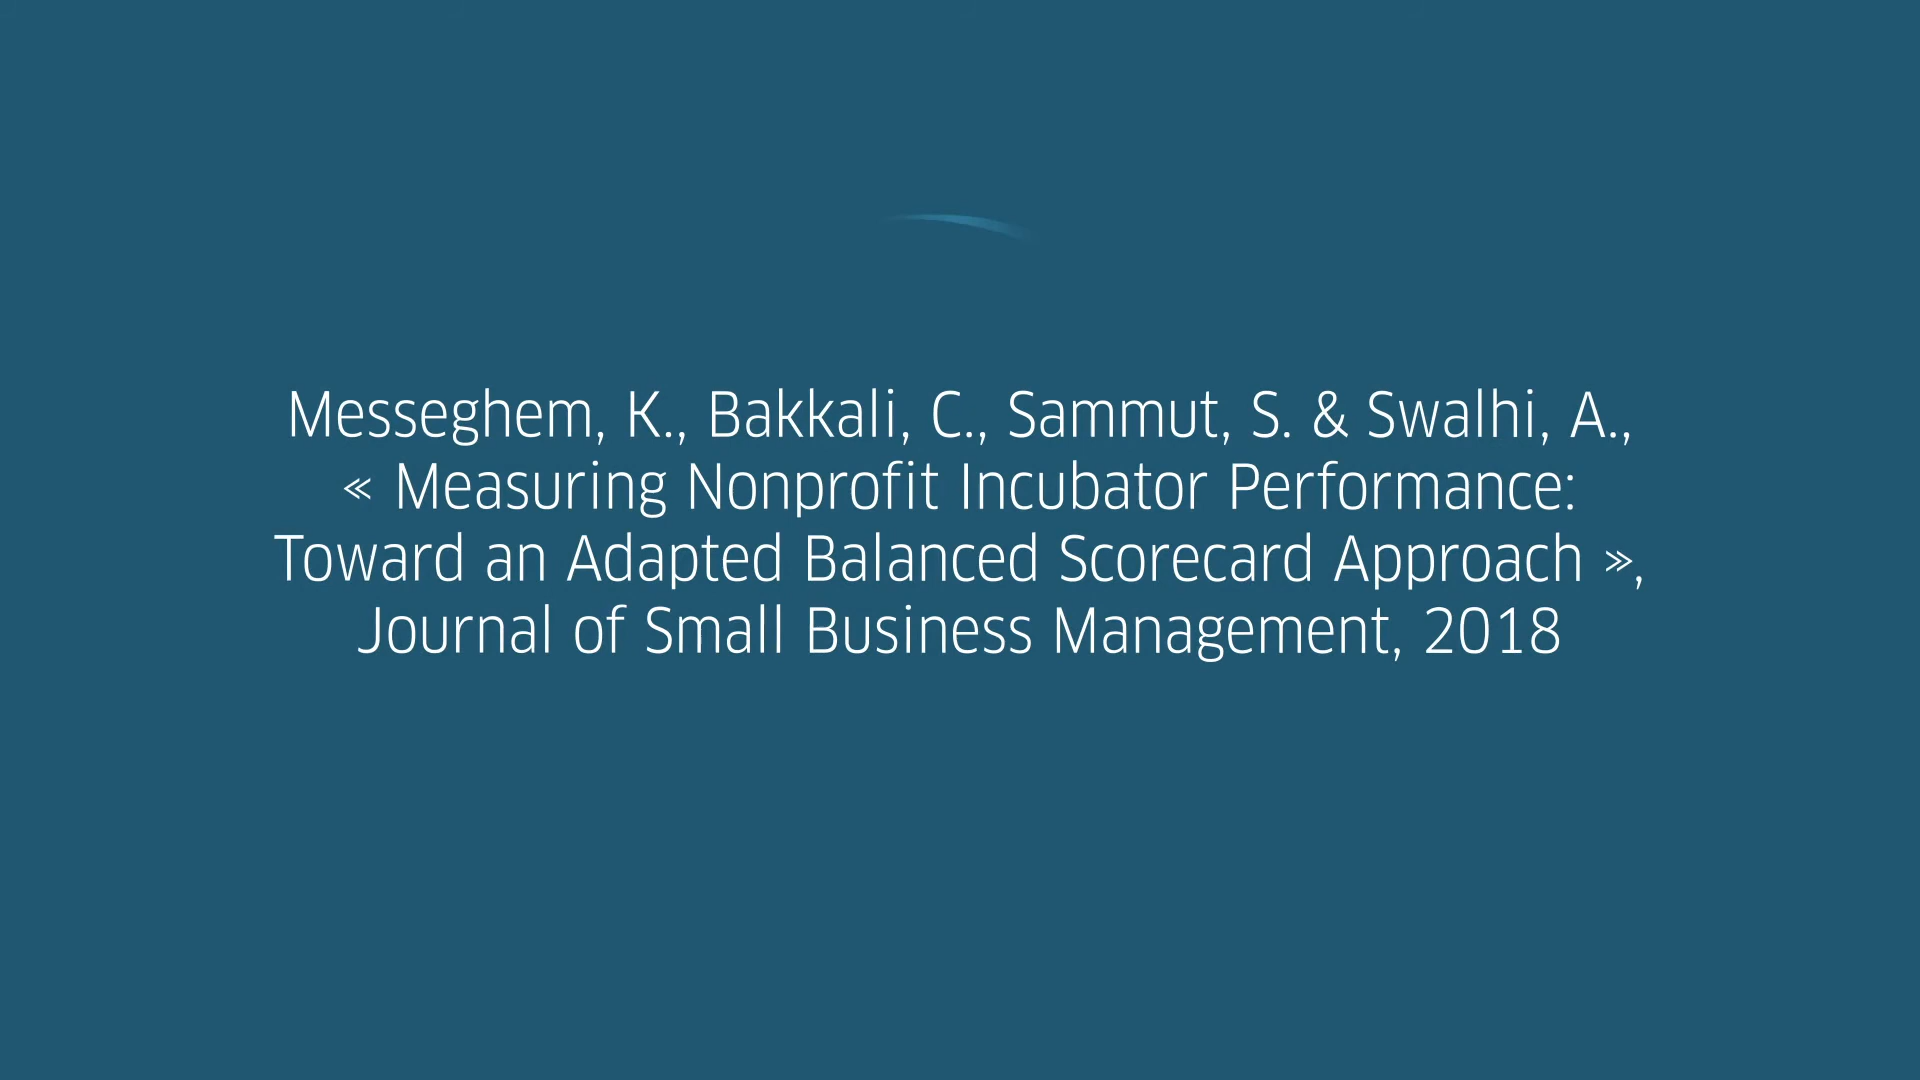 Messeghem, K., Bakkali, C., Sammut, S. & Swalhi, A.,
« Measuring Nonprofit Incubator Performance:
Toward an Adapted Balanced Scorecard Approach »,
Journal of Small Business Management, 2018